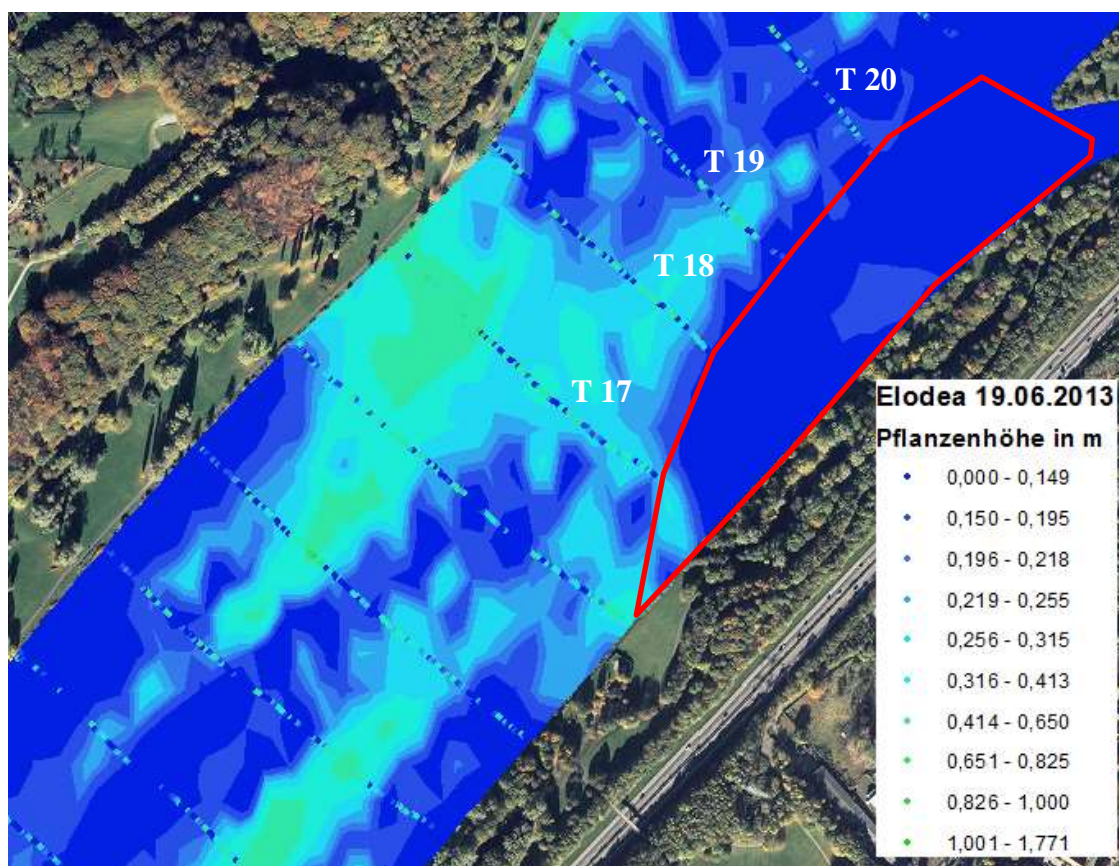 T 20
T 19
T 18
T 17
Elodea 19.06.2013
Pflanzenhöhe in m
0,000 - 0,149
0,150 - 0,195
0,196 - 0,218
0,219 - 0,255
0,256 - 0,315
0,316 - 0,413
0,414 - 0,650
0,651 - 0,825
0,826 - 1,000
1,001 - 1,771